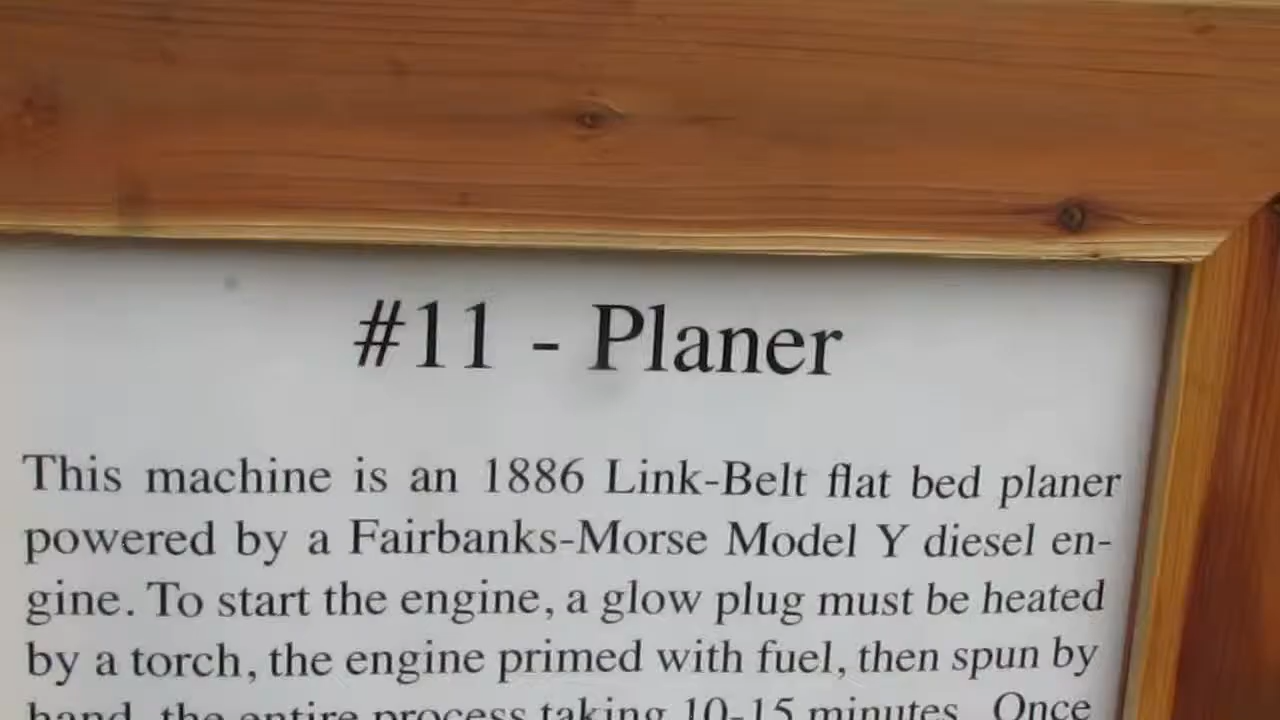 #11 - Planer
This machine is an 1886 Link-Belt flat bed planer
powered by a Fairbanks-Morse Model Y diesel en-
gine. To start the engine, a glow plug must be heated
by a torch, the engine primed with fuel, then spun by
hand, the entire process taking 10-15 minutes. Once